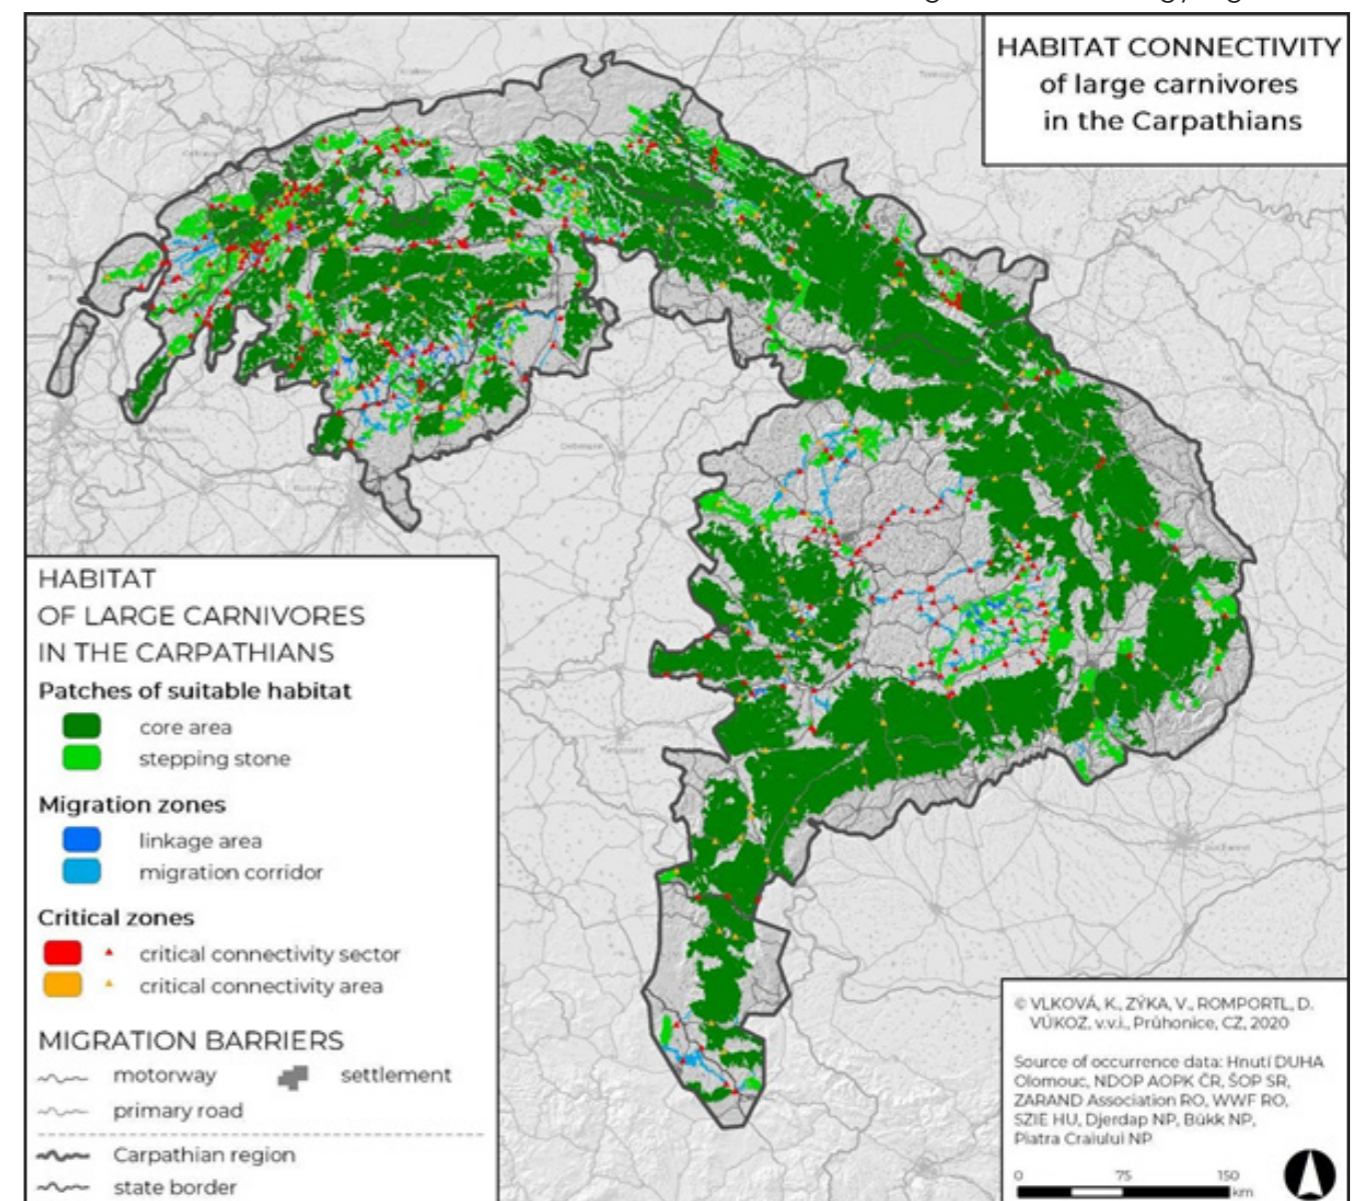 HABITAT CONNECTIVITY
of large carnivores
in the Carpathians
HABITAT
OF LARGE CARNIVORES
IN THE CARPATHIANS
Patches of suitable habitat
core area
stepping stone
Migration zones
linkage area
migration corridor
Critical zones
critical connectivity sector
critical connectivity area
MIGRATION BARRIERS
motorway
settlement
primary road
Carpathian region
state border
© VLKOVÁ, K., ZÝKA, V., ROMPORTL, D.
VÚKOZ, v.v.i., Průhonice, CZ, 2020
Source of occurrence data: Hnutí DUHA
Olomouc, NDOP AOPK ČR, ŠOP SR,
ZARAND Association RO, WWF RO,
SZIE HU, Djerdap NP, Bükk NP,
Piatra Craiului NP
0 75 150
km